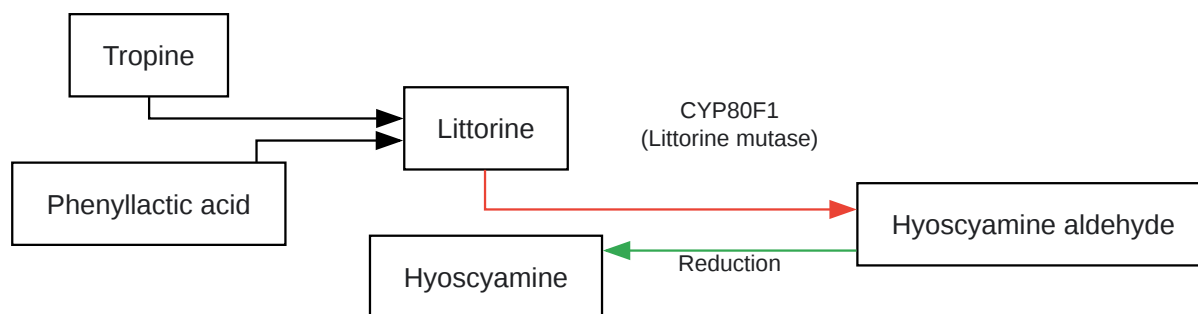 Tropine
Littorine
CYP80F1
(Littorine mutase)
Phenyllactic acid
Hyoscyamine aldehyde
Hyoscyamine
Reduction